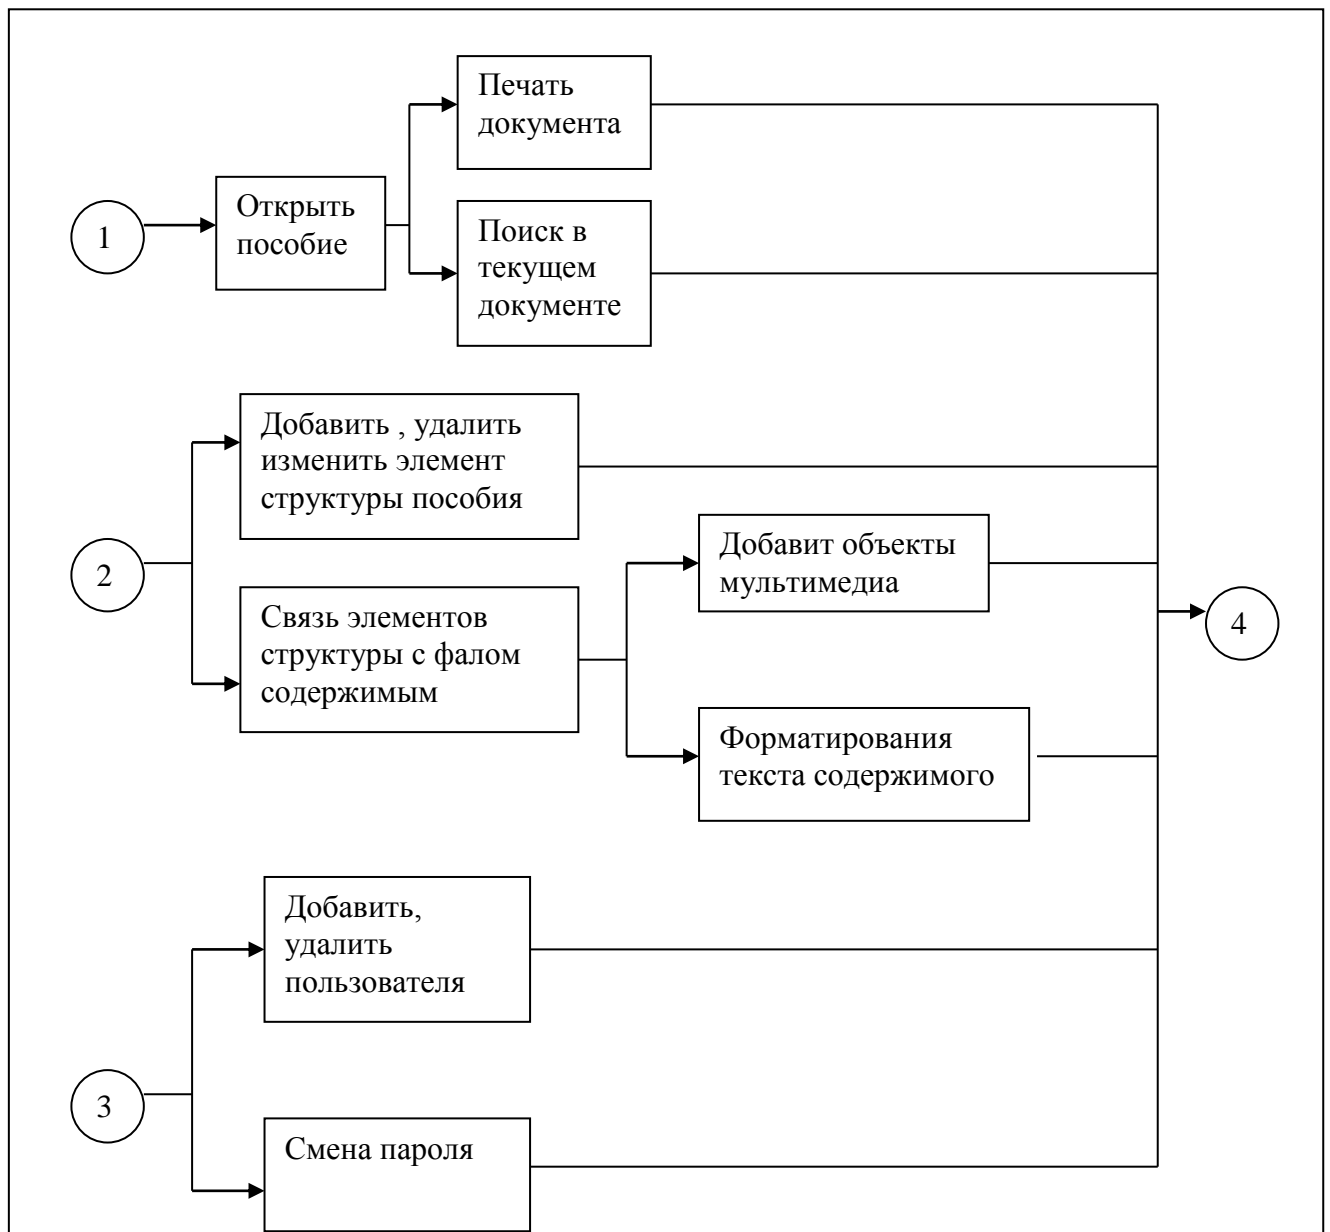 Печать
документа
1
Открыть
пособие
Поиск в
текущем
документе
Добавить , удалить
изменить элемент
структуры пособия
2
Добавит объекты
мультимедиа
Связь элементов
структуры с фалом
содержимым
4
Форматирования
текста содержимого
Добавить,
удалить
пользователя
3
Смена пароля